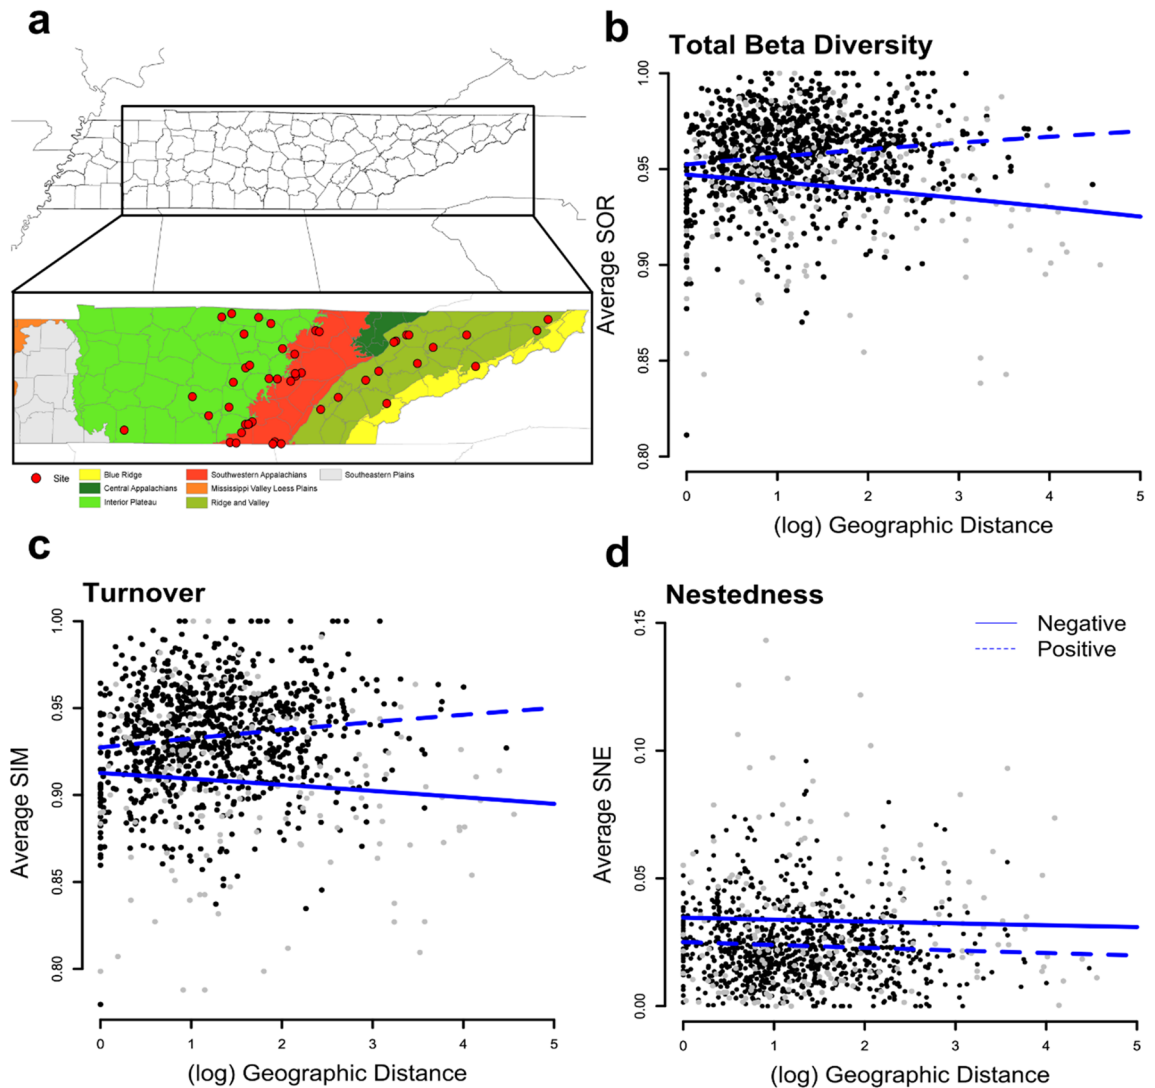 a
Site
Blue Ridge
Central Appalachians
Interior Plateau
Southwestern Appalachians
Mississippi Valley Loess Plains
Ridge and Valley
Southeastern Plains
b
Total Beta Diversity
Average SOR
1.00
0.95
0.90
0.85
0.80
0 1 2 3 4 5
(log) Geographic Distance
c
Turnover
Average SIM
1.00
0.95
0.90
0.85
0.80
0 1 2 3 4 5
(log) Geographic Distance
d
Nestedness
Negative
Positive
Average SNE
0.15
0.10
0.05
0.00
0 1 2 3 4 5
(log) Geographic Distance